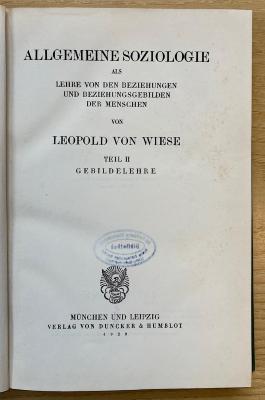 ALLGEMEINE SOZIOLOGIE
ALS
LEHRE VON DEN BEZIEHUNGEN
UND BEZIEHUNGSGEBILDEN
DER MENSCHEN
VON
LEOPOLD VON WIESE
TEIL II
GEBILDELEHRE
MÜNCHEN UND LEIPZIG
VERLAG VON DUNCKER & HUMBLOT